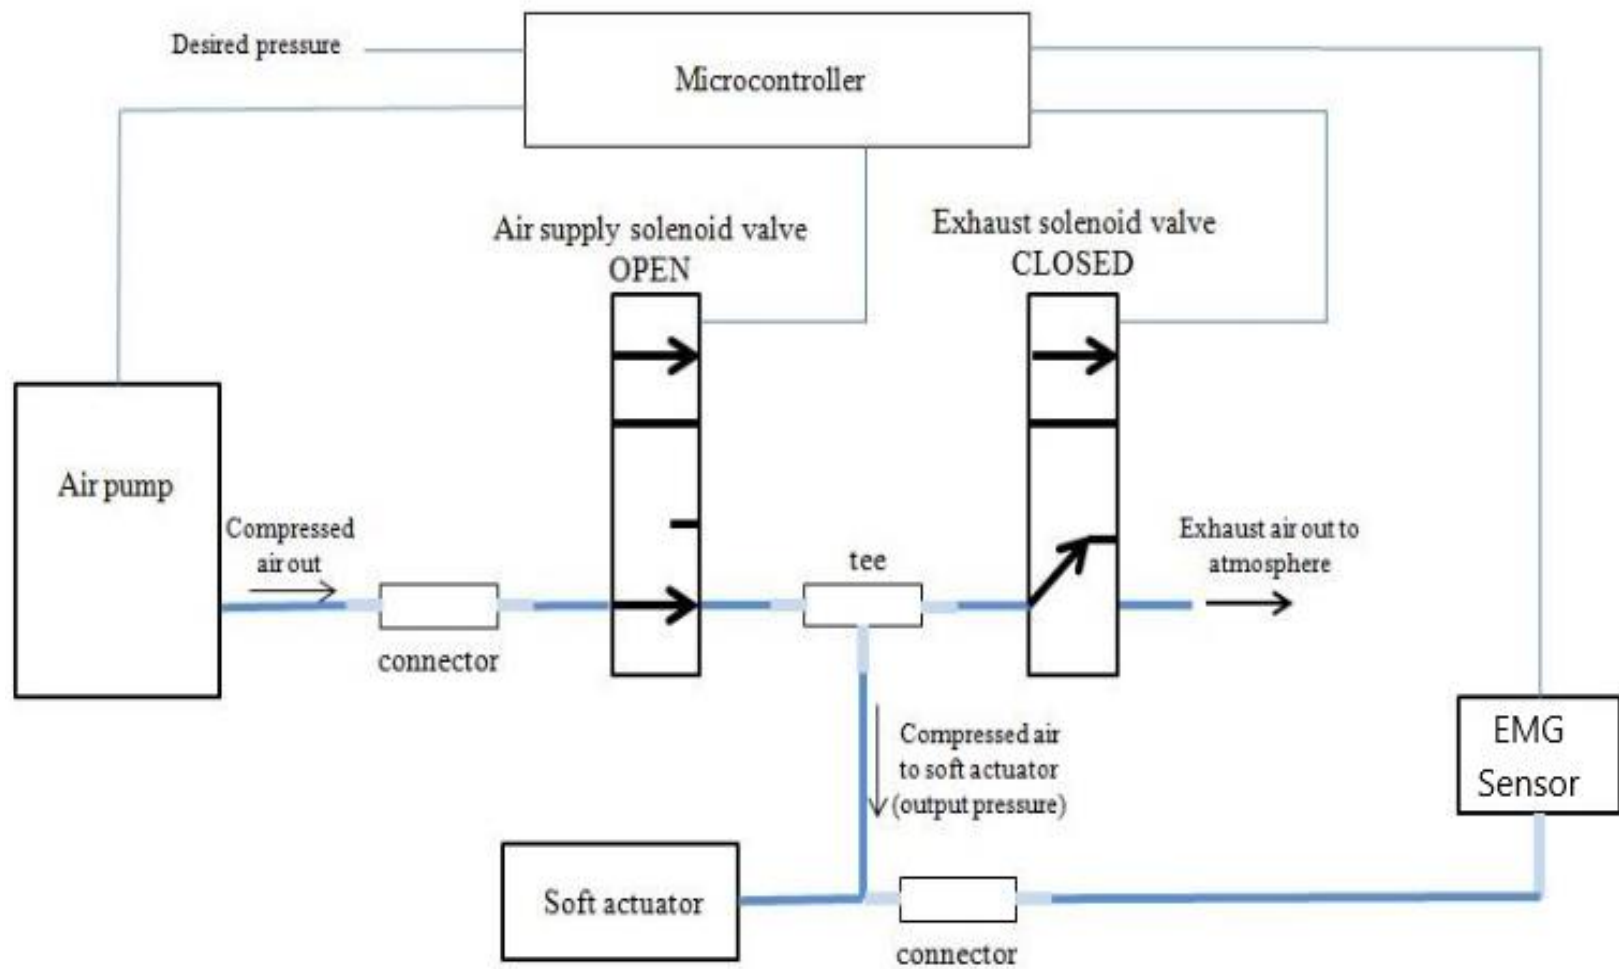 Desired pressure
Microcontroller
Air supply solenoid valve
OPEN
Exhaust solenoid valve
CLOSED
Air pump
Compressed
air out
connector
tee
Exhaust air out to
atmosphere
Compressed air
to soft actuator
(output pressure)
EMG
Sensor
Soft actuator
connector